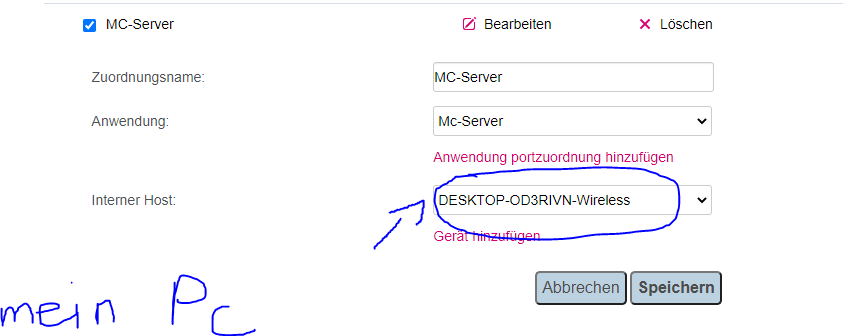 MC-Server Bearbeiten Löschen
Zuordnungsname: MC-Server
Anwendung: Mc-Server
Anwendung portzuordnung hinzufügen
Interner Host: DESKTOP-OD3RIVN-Wireless
Gerät hinzufügen
Abbrechen Speichern
mein Pc